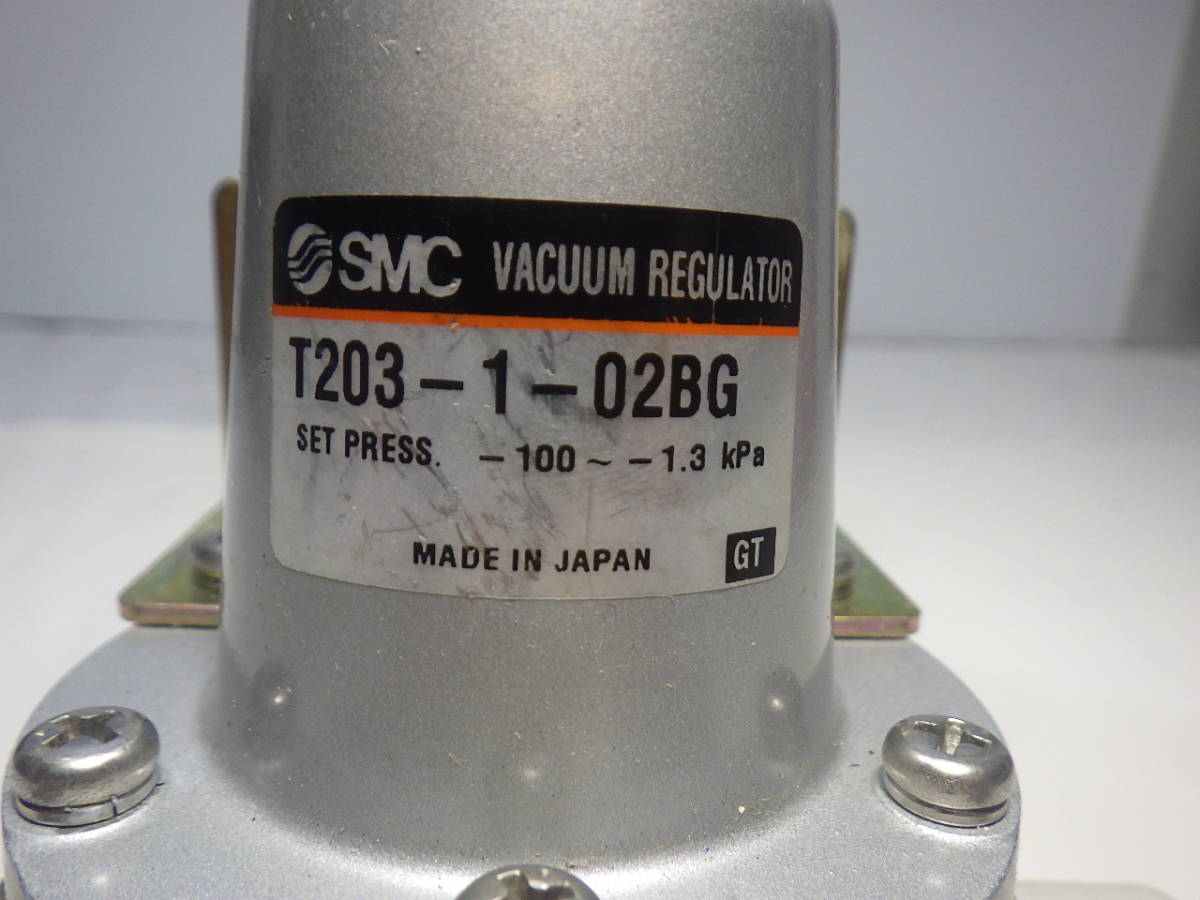 SMC VACUUM REGULATOR
T203-1-02BG
SET PRESS. -100 ~ -1.3 kPa
MADE IN JAPAN GT